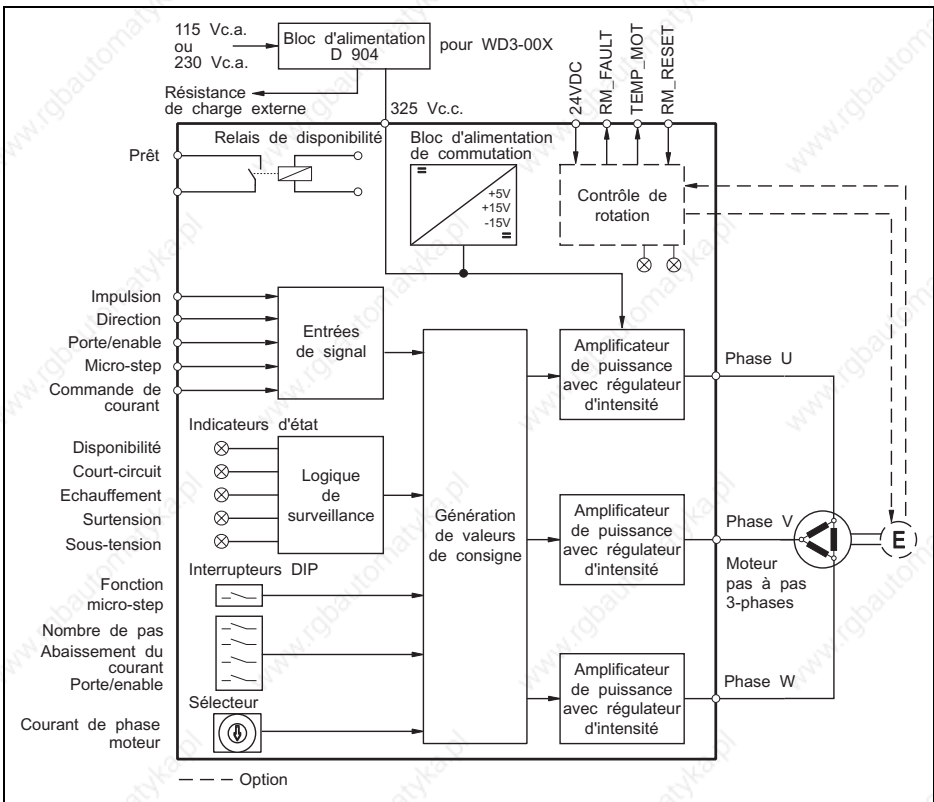 115 Vc.a.
ou
230 Vc.a.
Bloc d'alimentation
D 904
pour WD3-00X
Résistance
de charge externe
325 Vc.c.
24VDC
RM_FAULT
TEMP_MOT
RM_RESET
Relais de disponibilité
Prêt
Bloc d'alimentation
de commutation
=
+5V
+15V
-15V
=
Contrôle de
rotation
Impulsion
Direction
Porte/enable
Micro-step
Commande de
courant
Entrées
de signal
Indicateurs d'état
Disponibilité
Court-circuit
Echauffement
Surtension
Sous-tension
Logique
de
surveillance
Interrupteurs DIP
Fonction
micro-step
Nombre de pas
Abaissement du
courant
Porte/enable
Sélecteur
Courant de phase
moteur
Génération
de valeurs
de consigne
Amplificateur
de puissance
avec régulateur
d'intensité
Phase U
Amplificateur
de puissance
avec régulateur
d'intensité
Phase V
Moteur
pas à pas
3-phases
E
Amplificateur
de puissance
avec régulateur
d'intensité
Phase W
Option
www.rgbautomatyka.pl